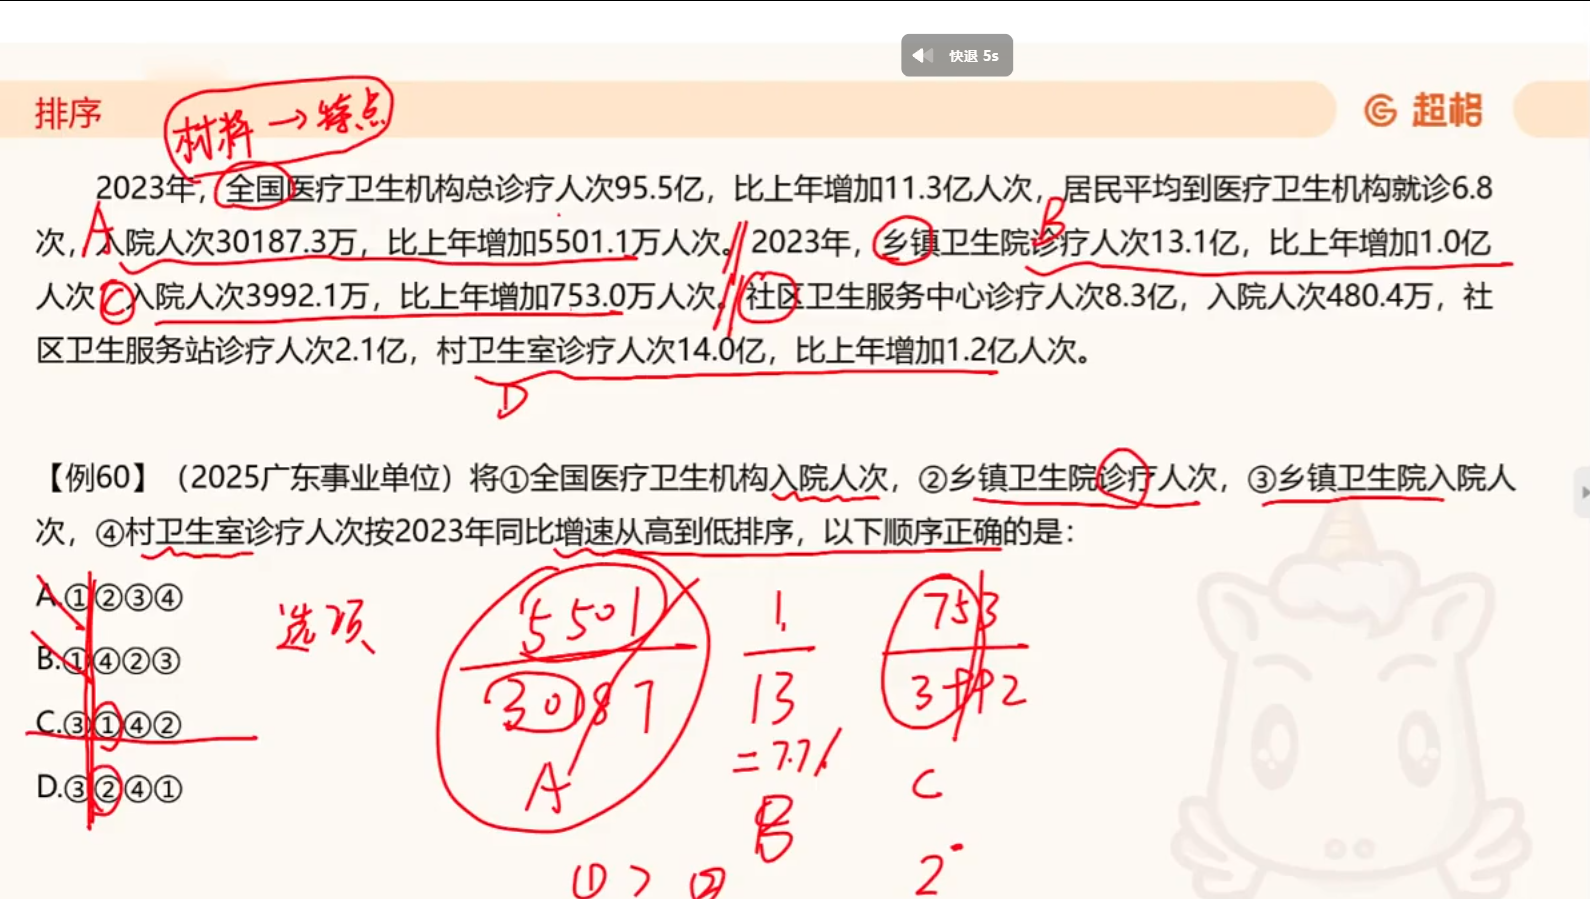 快退 5s
排序
材料→特点
超格
2023年，全国医疗卫生机构总诊疗人次95.5亿，比上年增加11.3亿人次，居民平均到医疗卫生机构就诊6.8
A
B
次，入院人次30187.3万，比上年增加5501.1万人次。2023年，乡镇卫生院诊疗人次13.1亿，比上年增加1.0亿
人次 C入院人次3992.1万，比上年增加753.0万人次。社区卫生服务中心诊疗人次8.3亿，入院人次480.4万，社
区卫生服务站诊疗人次2.1亿，村卫生室诊疗人次14.0亿，比上年增加1.2亿人次。
D
【例60】（2025广东事业单位）将①全国医疗卫生机构入院人次，②乡镇卫生院诊疗人次，③乡镇卫生院入院人
次，④村卫生室诊疗人次按2023年同比增速从高到低排序，以下顺序正确的是：
A.①②③④
B.①④②③
C.③①④②
D.③②④①
选项
5501
30187
A
1
13
=7.7%
B
753
3992
C
①>②
2